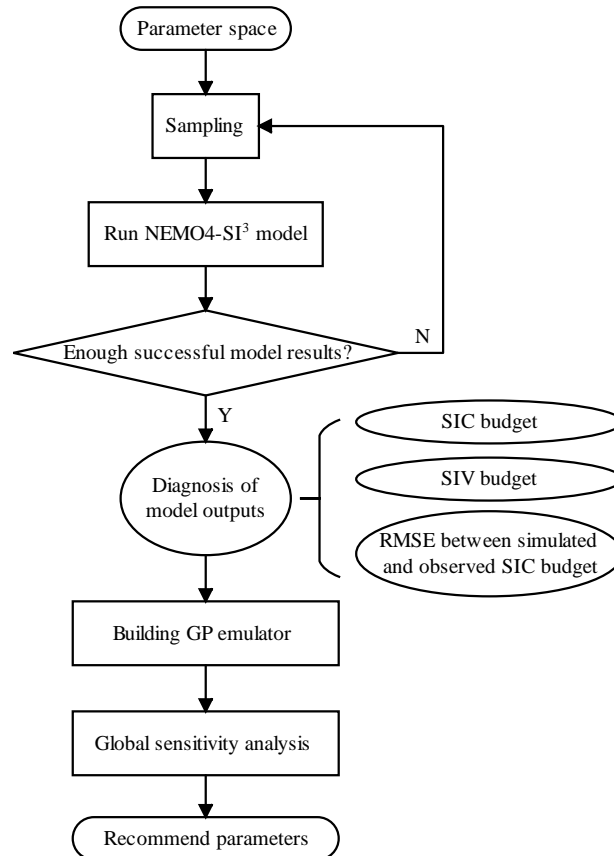 Parameter space
Sampling
Run NEMO4-SI³ model
Enough successful model results?
N
Y
Diagnosis of
model outputs
SIC budget
SIV budget
RMSE between simulated
and observed SIC budget
Building GP emulator
Global sensitivity analysis
Recommend parameters